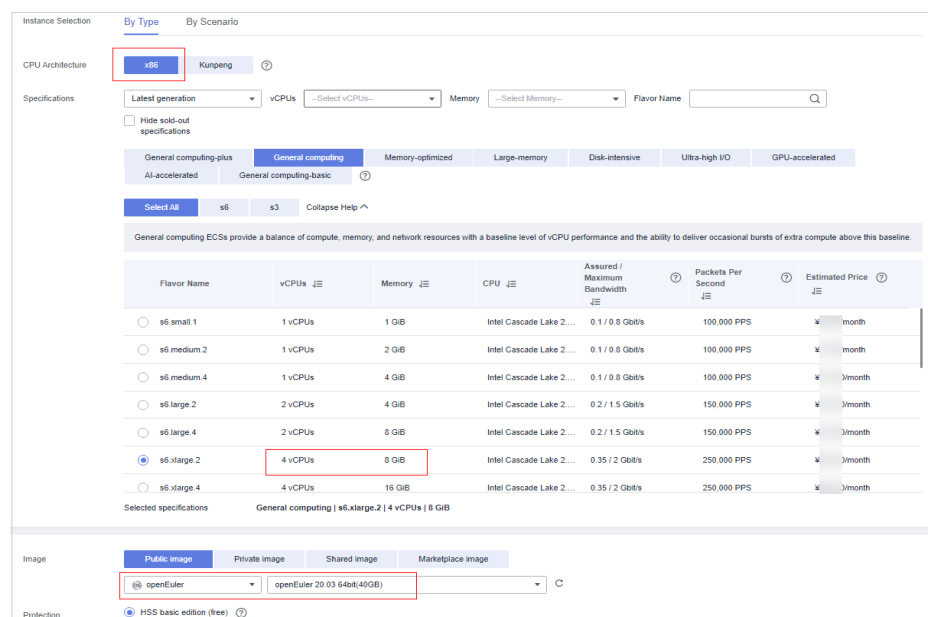 Instance Selection By Type By Scenario
CPU Architecture x86 Kunpeng ?
Specifications Latest generation vCPUs --Select vCPUs-- Memory --Select Memory-- Flavor Name
Hide sold-out
specifications
General computing-plus General computing Memory-optimized Large-memory Disk-intensive Ultra-high I/O GPU-accelerated
AI-accelerated General computing-basic ?
Select All s6 s3 Collapse Help
General computing ECSs provide a balance of compute, memory, and network resources with a baseline level of vCPU performance and the ability to deliver occasional bursts of extra compute above this baseline.
Flavor Name vCPUs Memory CPU Assured / Maximum Bandwidth ? Packets Per Second ? Estimated Price ?
s6.small.1 1 vCPUs 1 GiB Intel Cascade Lake 2.... 0.1 / 0.8 Gbit/s 100,000 PPS ¥ month
s6.medium.2 1 vCPUs 2 GiB Intel Cascade Lake 2.... 0.1 / 0.8 Gbit/s 100,000 PPS ¥ month
s6.medium.4 1 vCPUs 4 GiB Intel Cascade Lake 2.... 0.1 / 0.8 Gbit/s 100,000 PPS ¥ /month
s6.large.2 2 vCPUs 4 GiB Intel Cascade Lake 2.... 0.2 / 1.5 Gbit/s 150,000 PPS ¥ /month
s6.large.4 2 vCPUs 8 GiB Intel Cascade Lake 2.... 0.2 / 1.5 Gbit/s 150,000 PPS ¥ /month
s6.xlarge.2 4 vCPUs 8 GiB Intel Cascade Lake 2.... 0.35 / 2 Gbit/s 250,000 PPS ¥ /month
s6.xlarge.4 4 vCPUs 16 GiB Intel Cascade Lake 2.... 0.35 / 2 Gbit/s 250,000 PPS ¥ /month
Selected specifications General computing | s6.xlarge.2 | 4 vCPUs | 8 GiB
Image Public image Private image Shared image Marketplace image
openEuler openEuler 20.03 64bit(40GB)
Protection HSS basic edition (free) ?